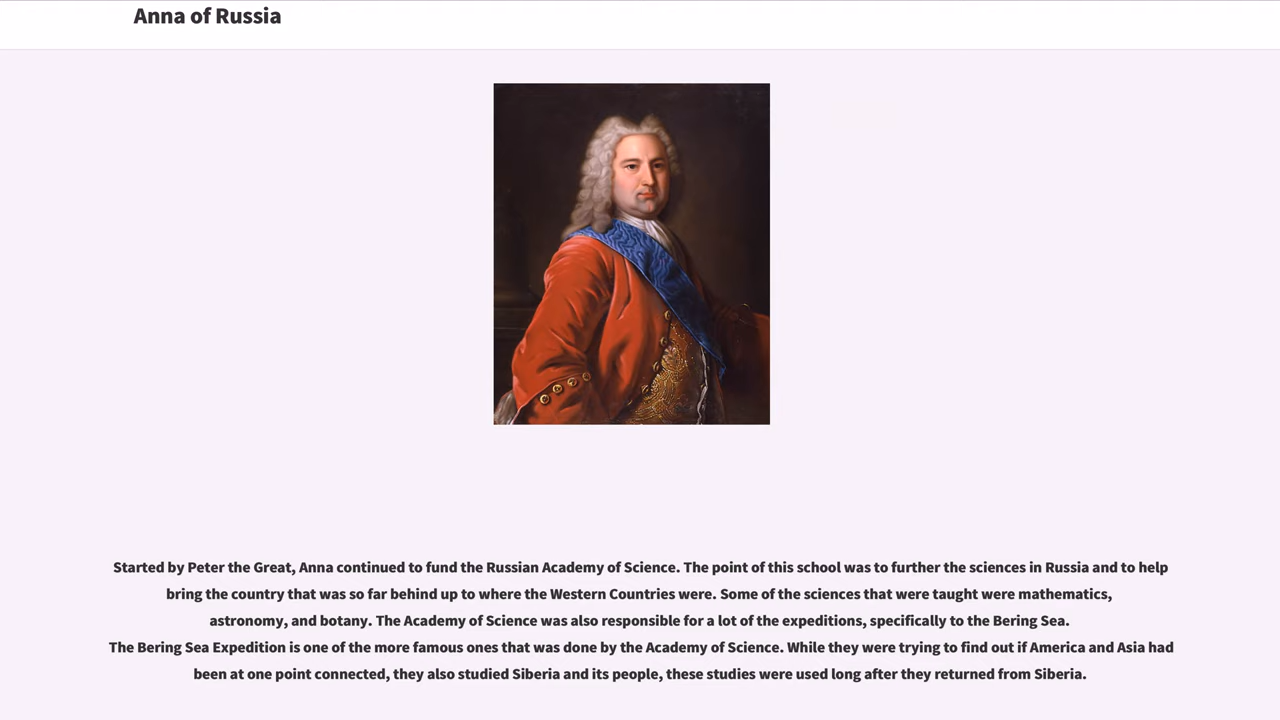 Anna of Russia
Started by Peter the Great, Anna continued to fund the Russian Academy of Science. The point of this school was to further the sciences in Russia and to help
bring the country that was so far behind up to where the Western Countries were. Some of the sciences that were taught were mathematics,
astronomy, and botany. The Academy of Science was also responsible for a lot of the expeditions, specifically to the Bering Sea.
The Bering Sea Expedition is one of the more famous ones that was done by the Academy of Science. While they were trying to find out if America and Asia had
been at one point connected, they also studied Siberia and its people, these studies were used long after they returned from Siberia.